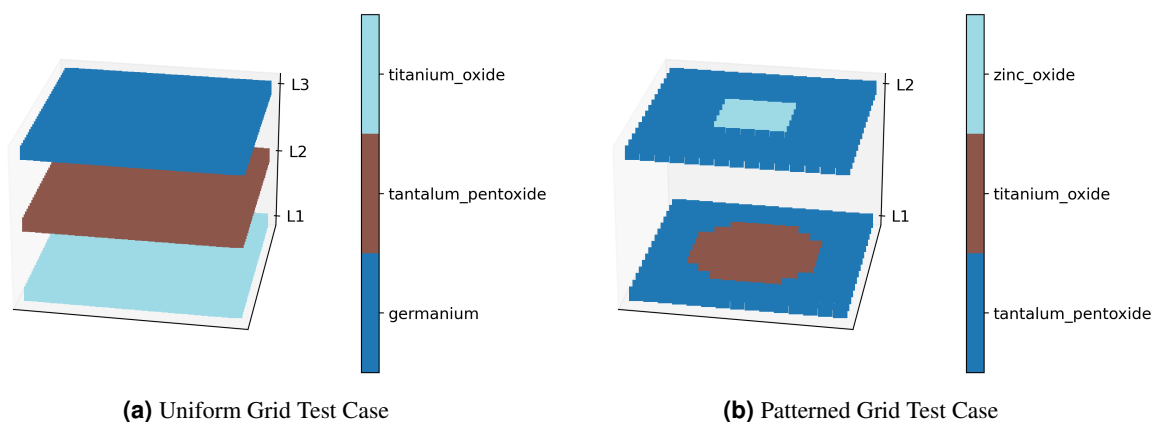 titanium_oxide
L3
L2
tantalum_pentoxide
L1
germanium
(a) Uniform Grid Test Case
zinc_oxide
L2
titanium_oxide
L1
tantalum_pentoxide
(b) Patterned Grid Test Case